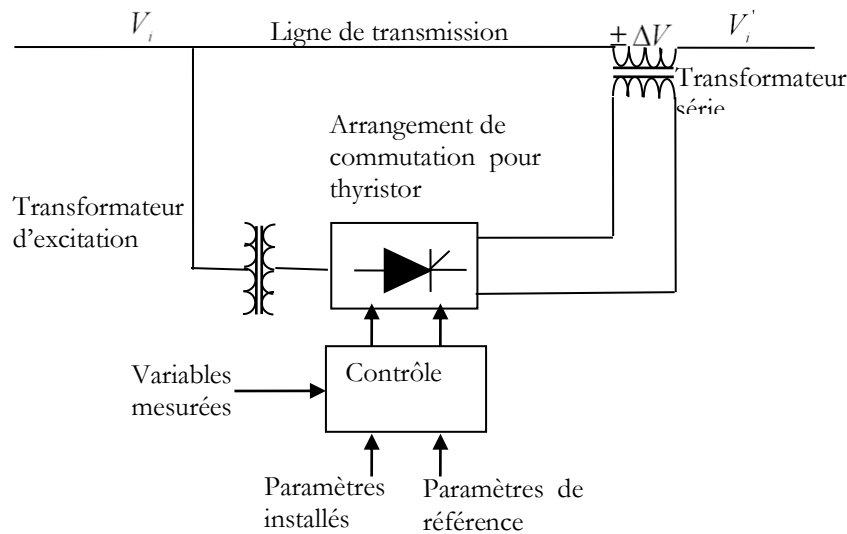 V_i
Ligne de transmission
± ΔV
V_i'
Transformateur
série
Arrangement de
commutation pour
thyristor
Transformateur
d'excitation
Contrôle
Variables
mesurées
Paramètres
installés
Paramètres de
référence